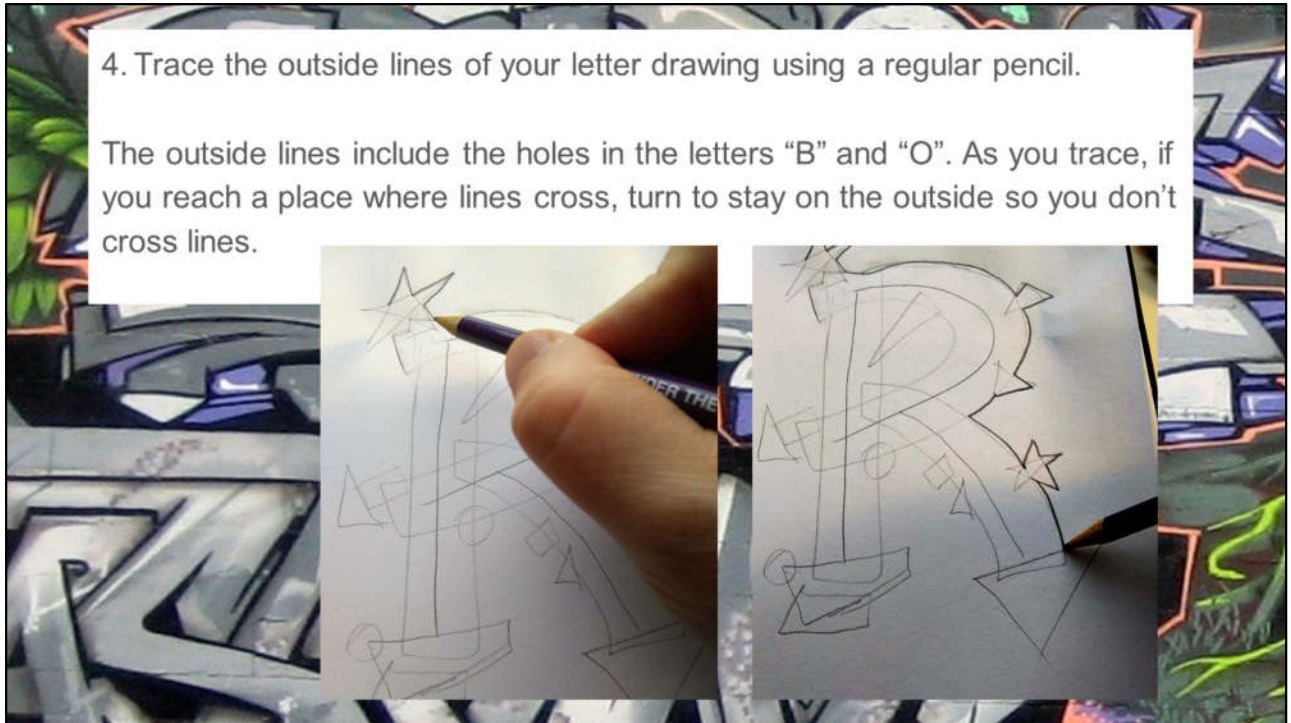 4. Trace the outside lines of your letter drawing using a regular pencil.
The outside lines include the holes in the letters “B” and “O”. As you trace, if
you reach a place where lines cross, turn to stay on the outside so you don’t
cross lines.
R
THE
R